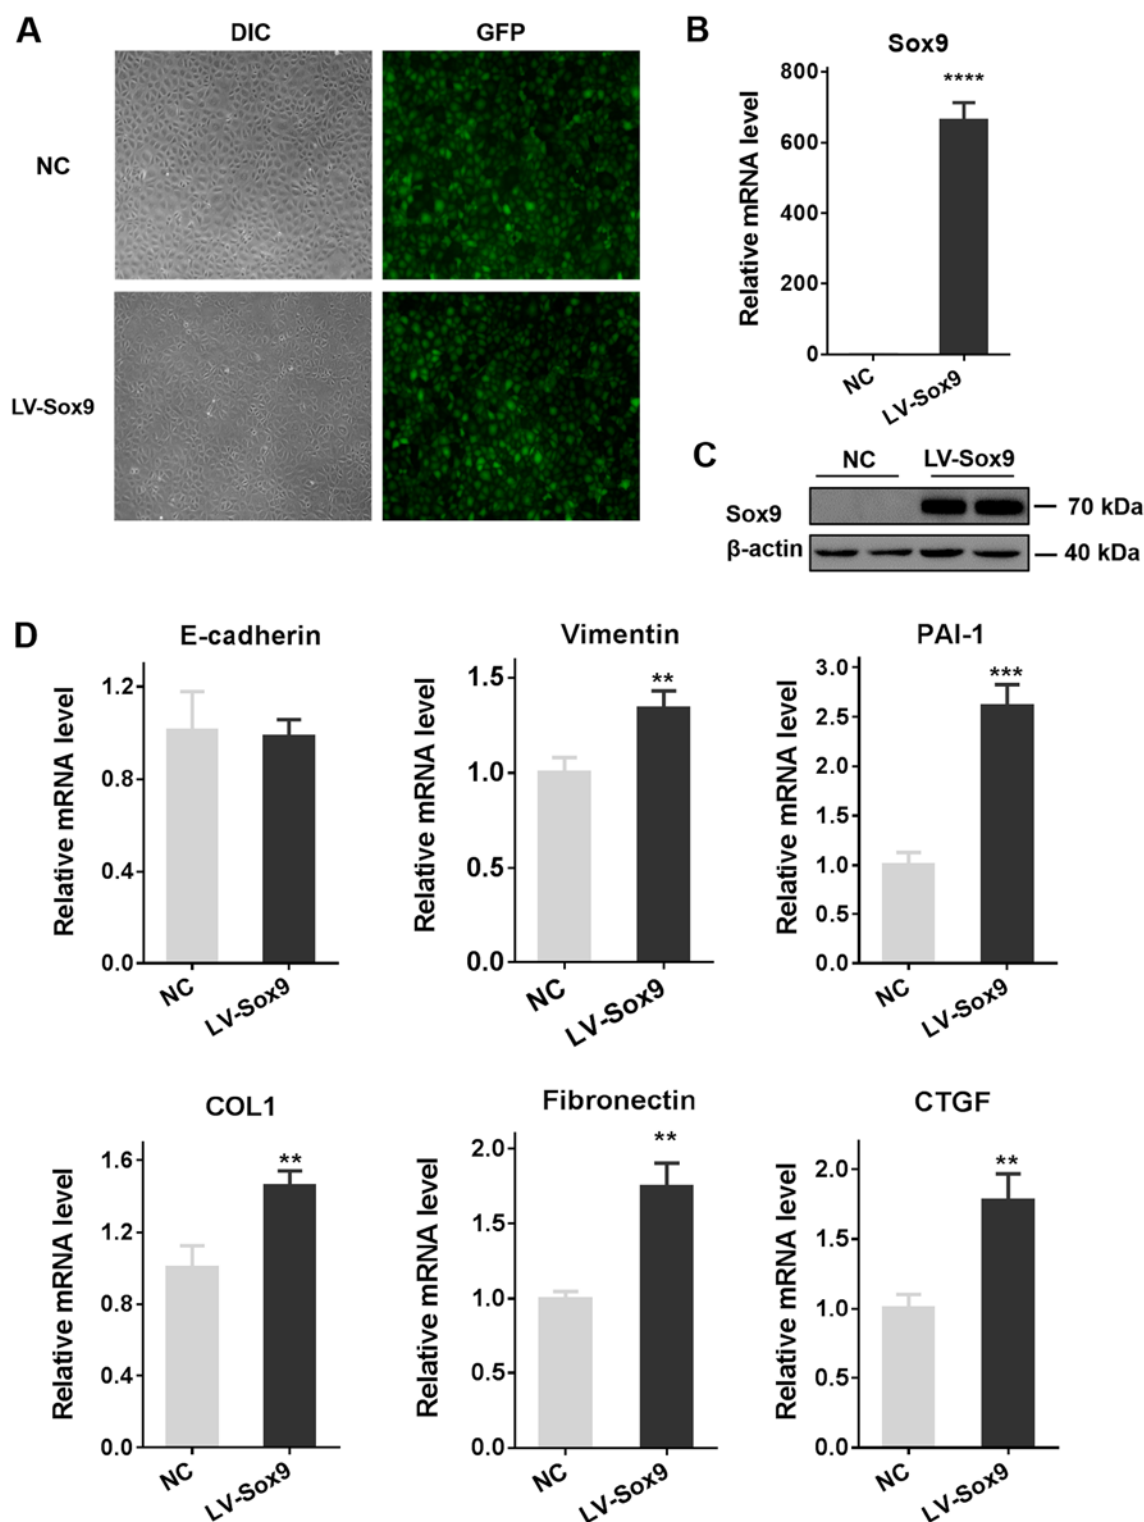 A
DIC
GFP
NC
LV-Sox9
B
Sox9
Relative mRNA level
800
600
400
200
0
****
NC
LV-Sox9
C
NC
LV-Sox9
Sox9
70 kDa
β-actin
40 kDa
D
E-cadherin
Relative mRNA level
1.2
0.8
0.4
0.0
NC
LV-Sox9
Vimentin
Relative mRNA level
1.5
1.0
0.5
0.0
**
NC
LV-Sox9
PAI-1
Relative mRNA level
3.0
2.5
2.0
1.5
1.0
0.5
0.0
***
NC
LV-Sox9
COL1
Relative mRNA level
1.6
1.2
0.8
0.4
0.0
**
NC
LV-Sox9
Fibronectin
Relative mRNA level
2.0
1.5
1.0
0.5
0.0
**
NC
LV-Sox9
CTGF
Relative mRNA level
2.0
1.5
1.0
0.5
0.0
**
NC
LV-Sox9